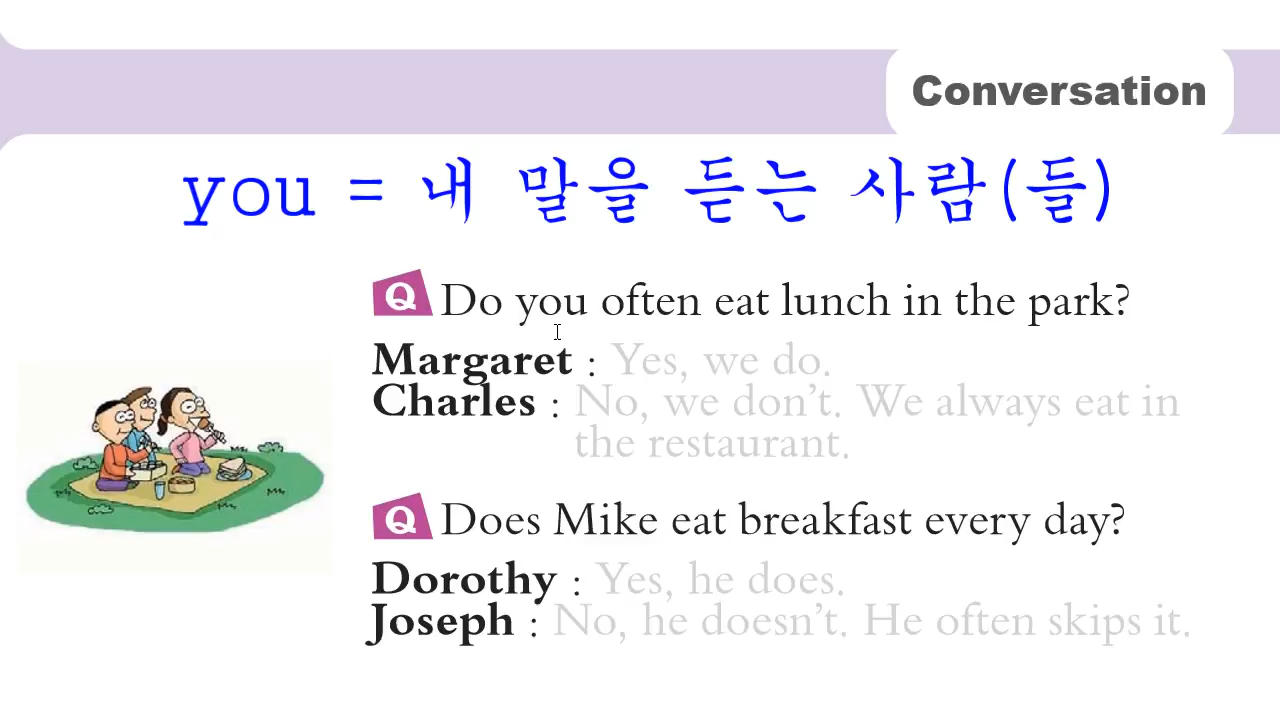 Conversation
you = 내 말을 듣는 사람(들)
Q Do you often eat lunch in the park?
Margaret : Yes, we do.
Charles : No, we don't. We always eat in
the restaurant.
Q Does Mike eat breakfast every day?
Dorothy : Yes, he does.
Joseph : No, he doesn't. He often skips it.